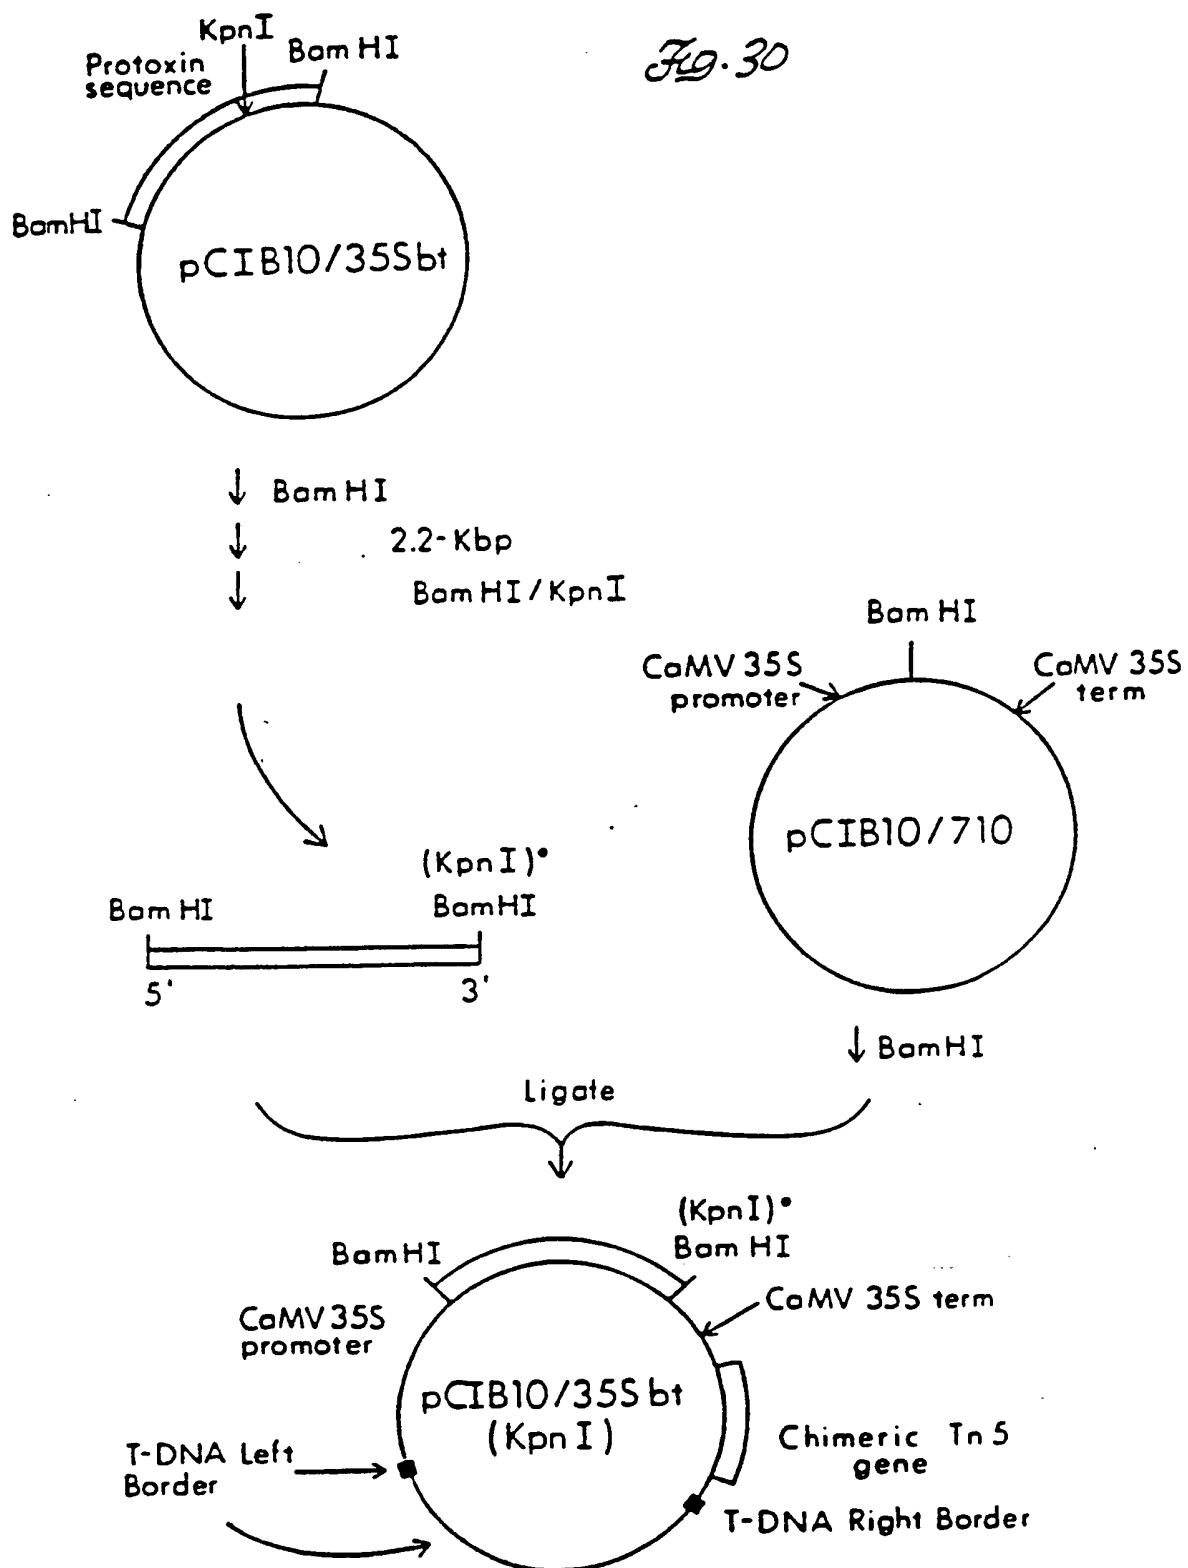 Fig. 30
KpnI
Bam HI
Protoxin
sequence
BamHI
pCIB10/35Sbt
Bam HI
2.2-Kbp
Bam HI/KpnI
Bam HI
CaMV 35S
promoter
CaMV 35S
term
pCIB10/710
(KpnI)*
Bam HI
BamHI
5'
3'
BamHI
Ligate
(KpnI)*
BamHI
Bam HI
CaMV 35S term
CaMV 35S
promoter
pCIB10/35S bt
(KpnI)
T-DNA Left
Border
Chimeric Tn 5
gene
T-DNA Right Border